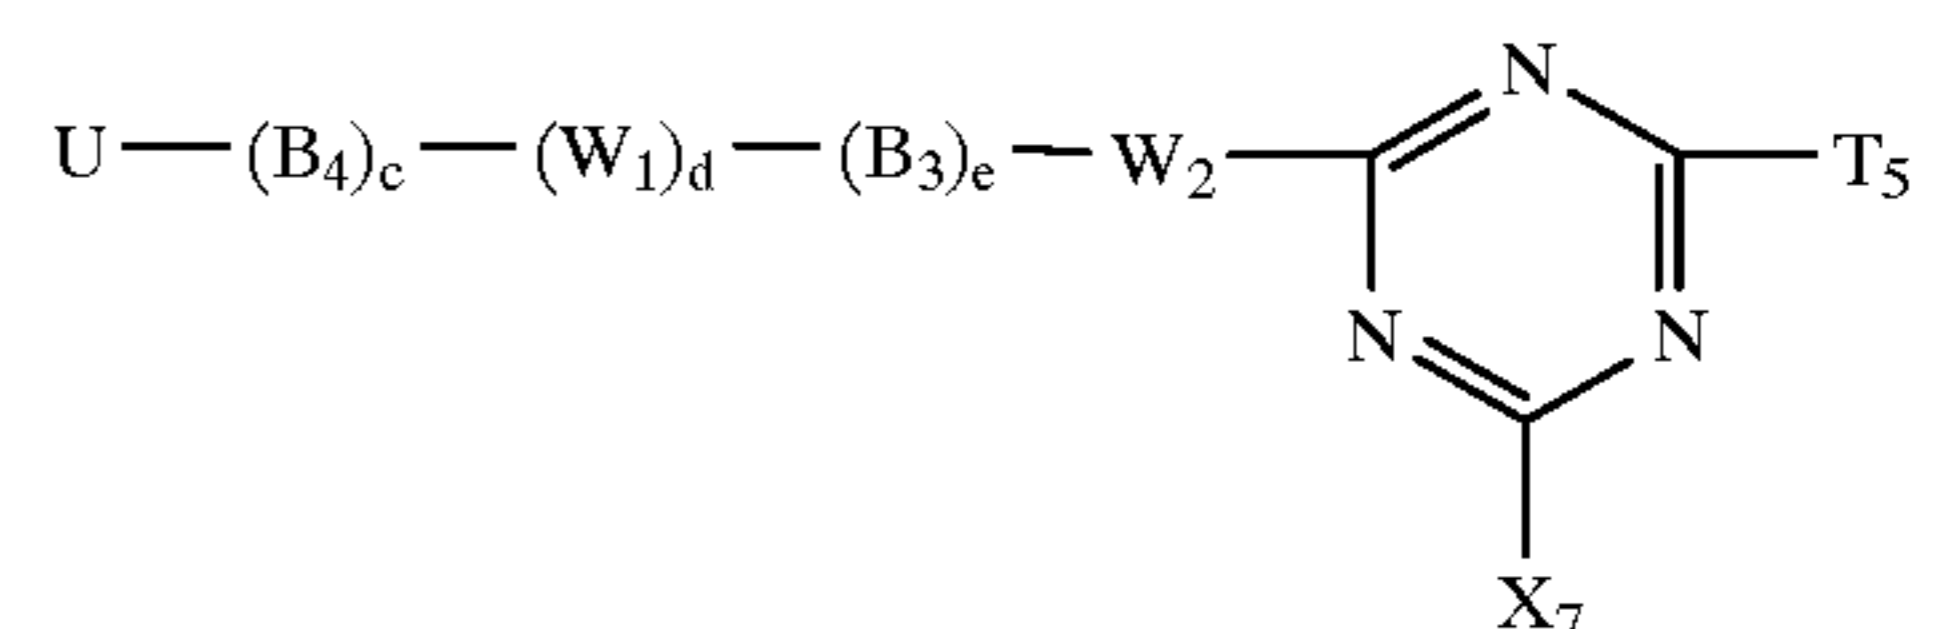 N
U—(B₄)c—(W₁)d—(B₃)e—W₂ T₅
N N
X₇